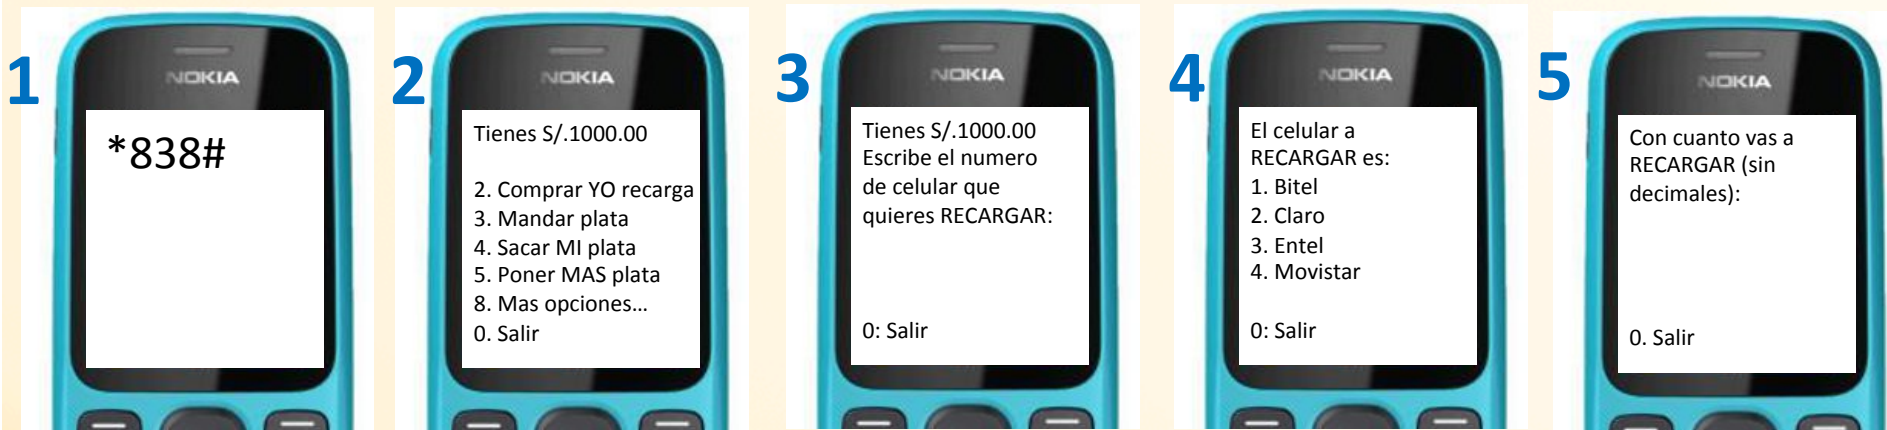 1
NOKIA
*838#
2
NOKIA
Tienes S/.1000.00
2. Comprar YO recarga
3. Mandar plata
4. Sacar MI plata
5. Poner MAS plata
8. Mas opciones...
0. Salir
3
NOKIA
Tienes S/.1000.00
Escribe el numero
de celular que
quieres RECARGAR:
0: Salir
4
NOKIA
El celular a
RECARGAR es:
1. Bitel
2. Claro
3. Entel
4. Movistar
0: Salir
5
NOKIA
Con cuanto vas a
RECARGAR (sin
decimales):
0. Salir